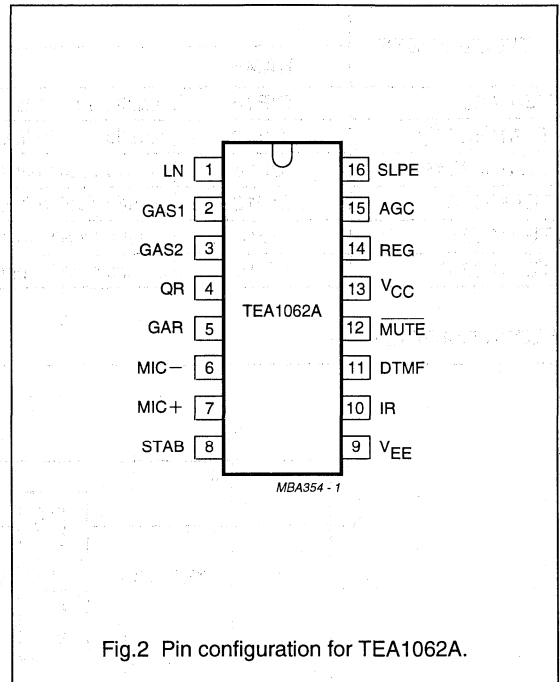 LN 1 16 SLPE
GAS1 2 15 AGC
GAS2 3 14 REG
QR 4 13 VCC
TEA1062A
GAR 5 12 M̅U̅T̅E̅
MIC− 6 11 DTMF
MIC+ 7 10 IR
STAB 8 9 VEE
MBA354 - 1
Fig.2 Pin configuration for TEA1062A.